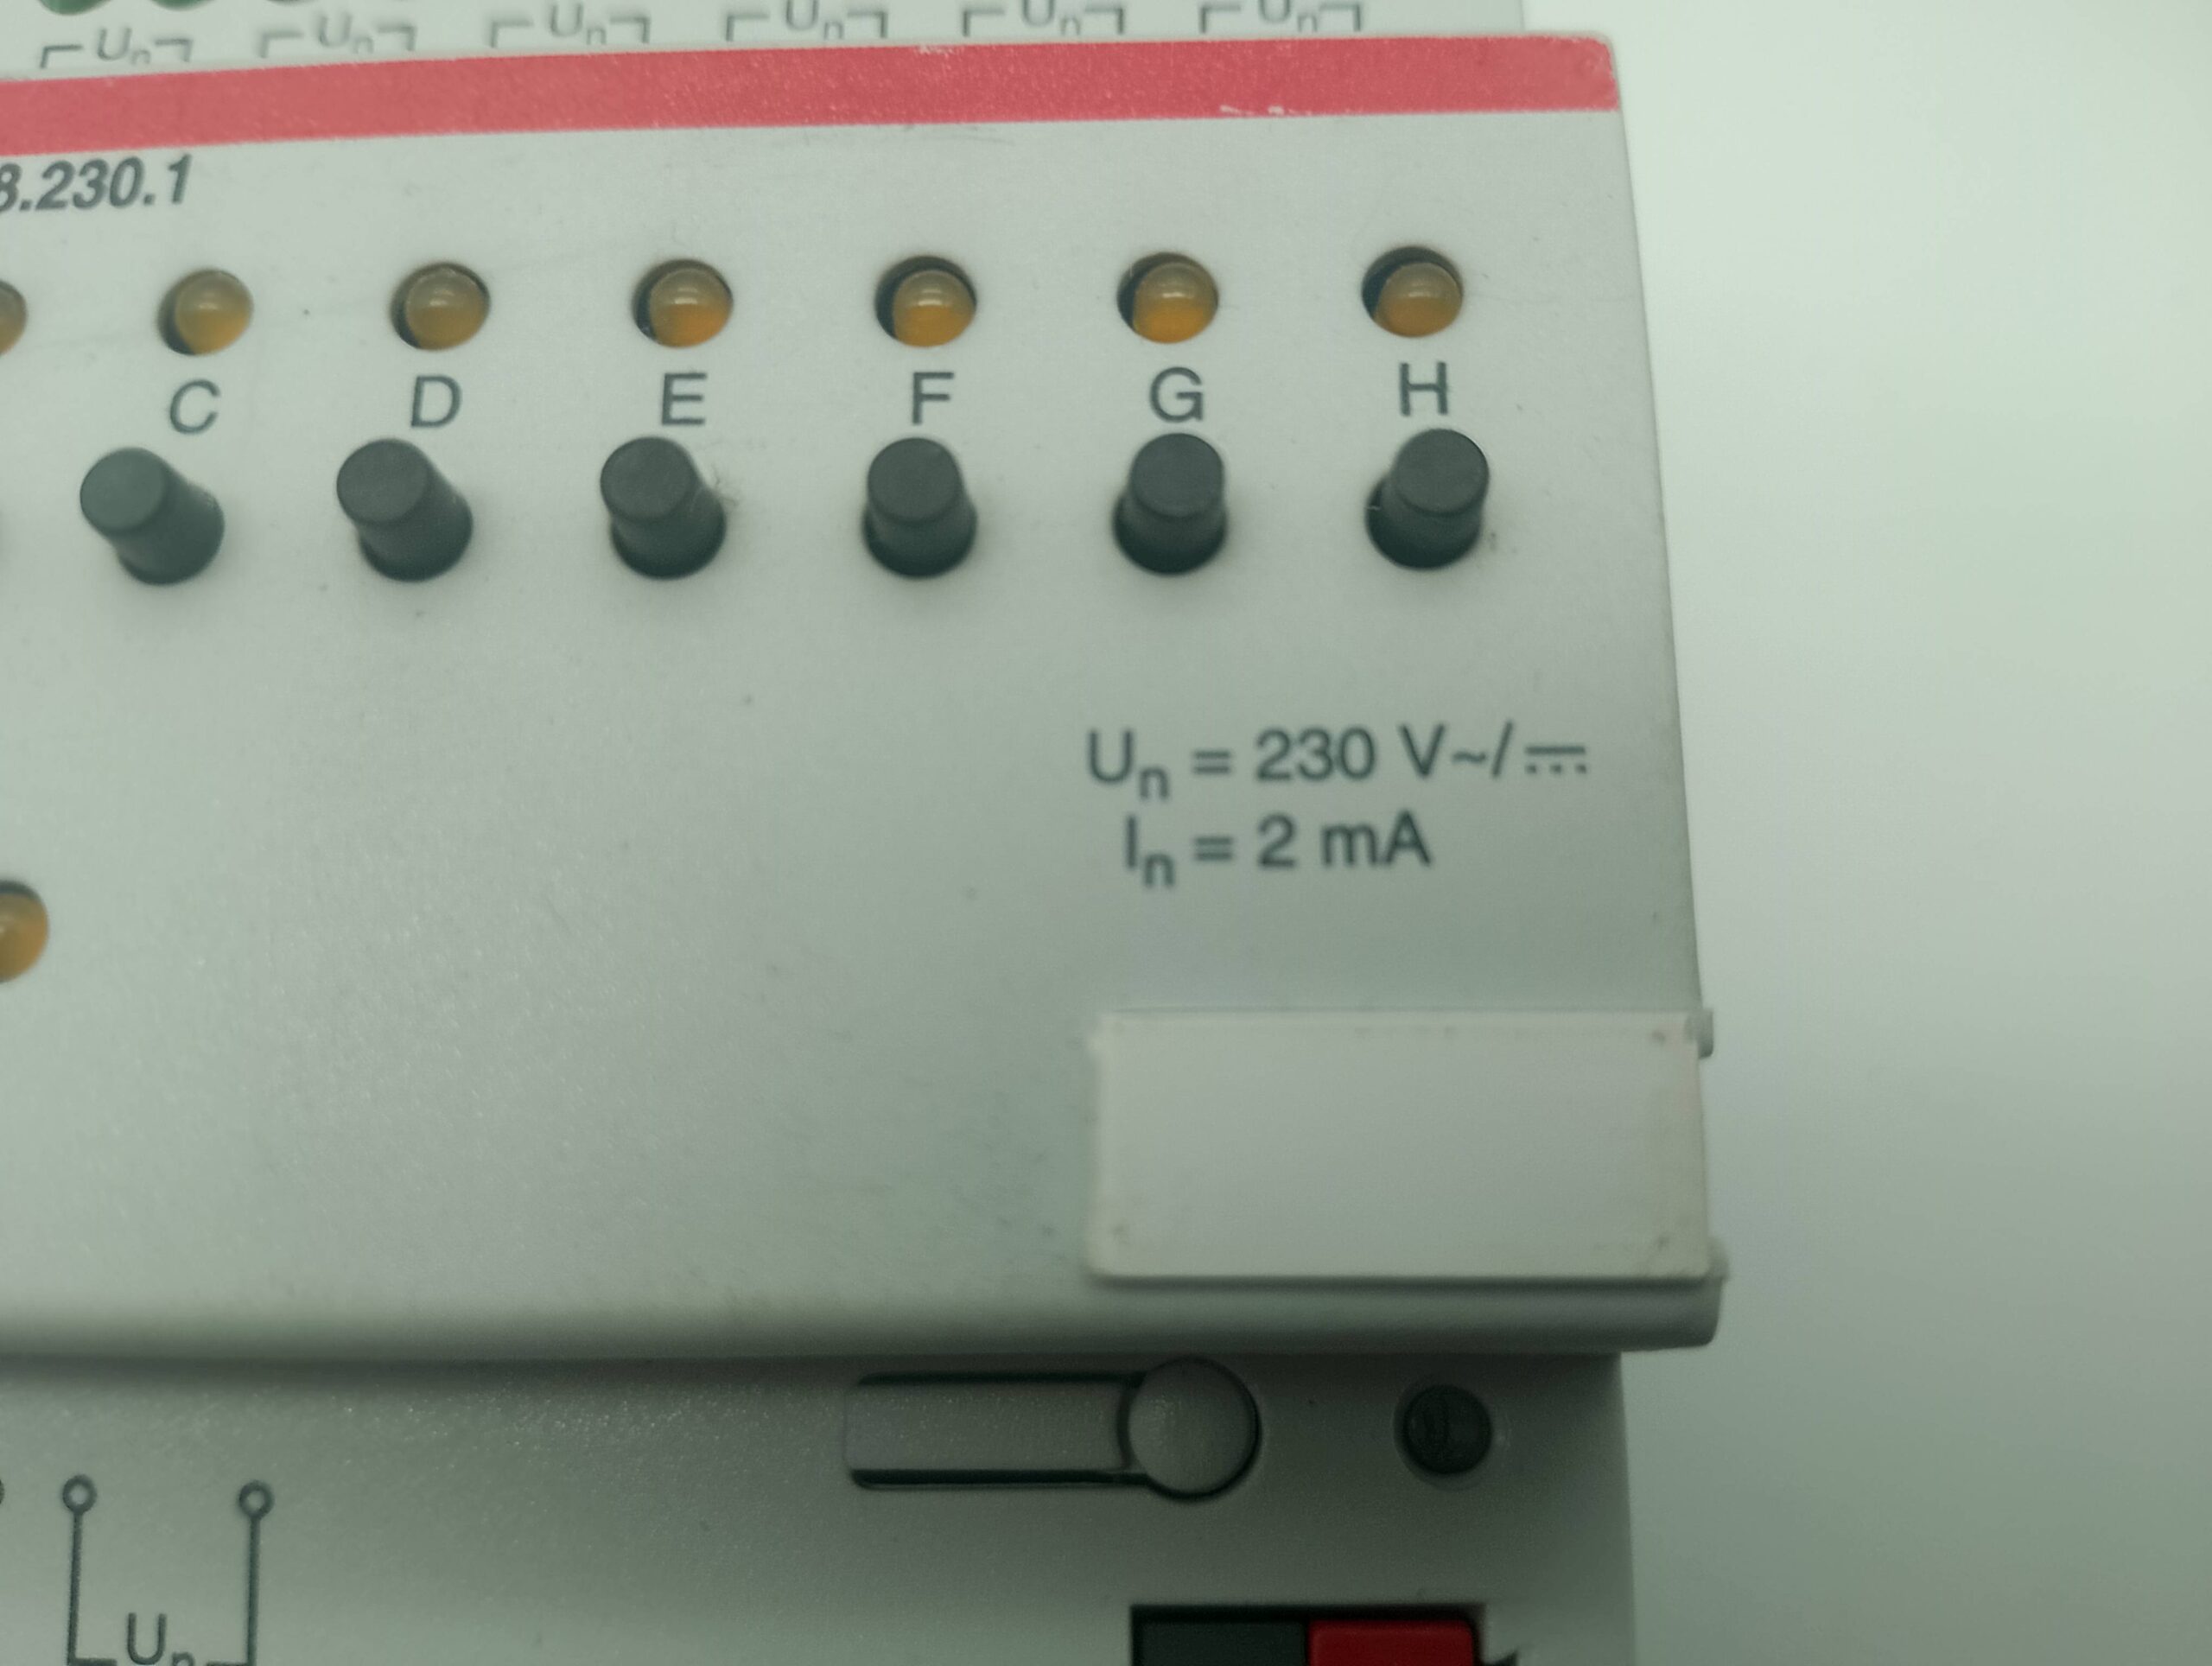 Un Un Un Un Un Un
8.230.1
C D E F G H
Un = 230 V~/⎓
In = 2 mA
Un